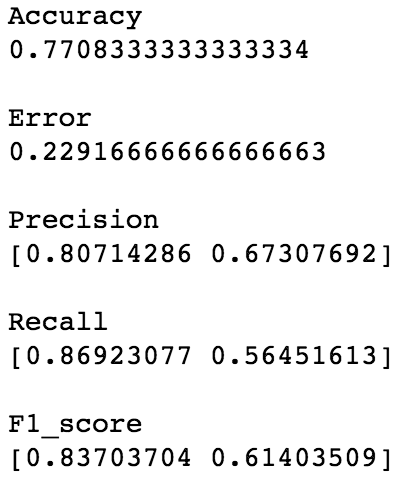 Accuracy
0.7708333333333334
Error
0.22916666666666663
Precision
[0.80714286 0.67307692]
Recall
[0.86923077 0.56451613]
F1_score
[0.83703704 0.61403509]